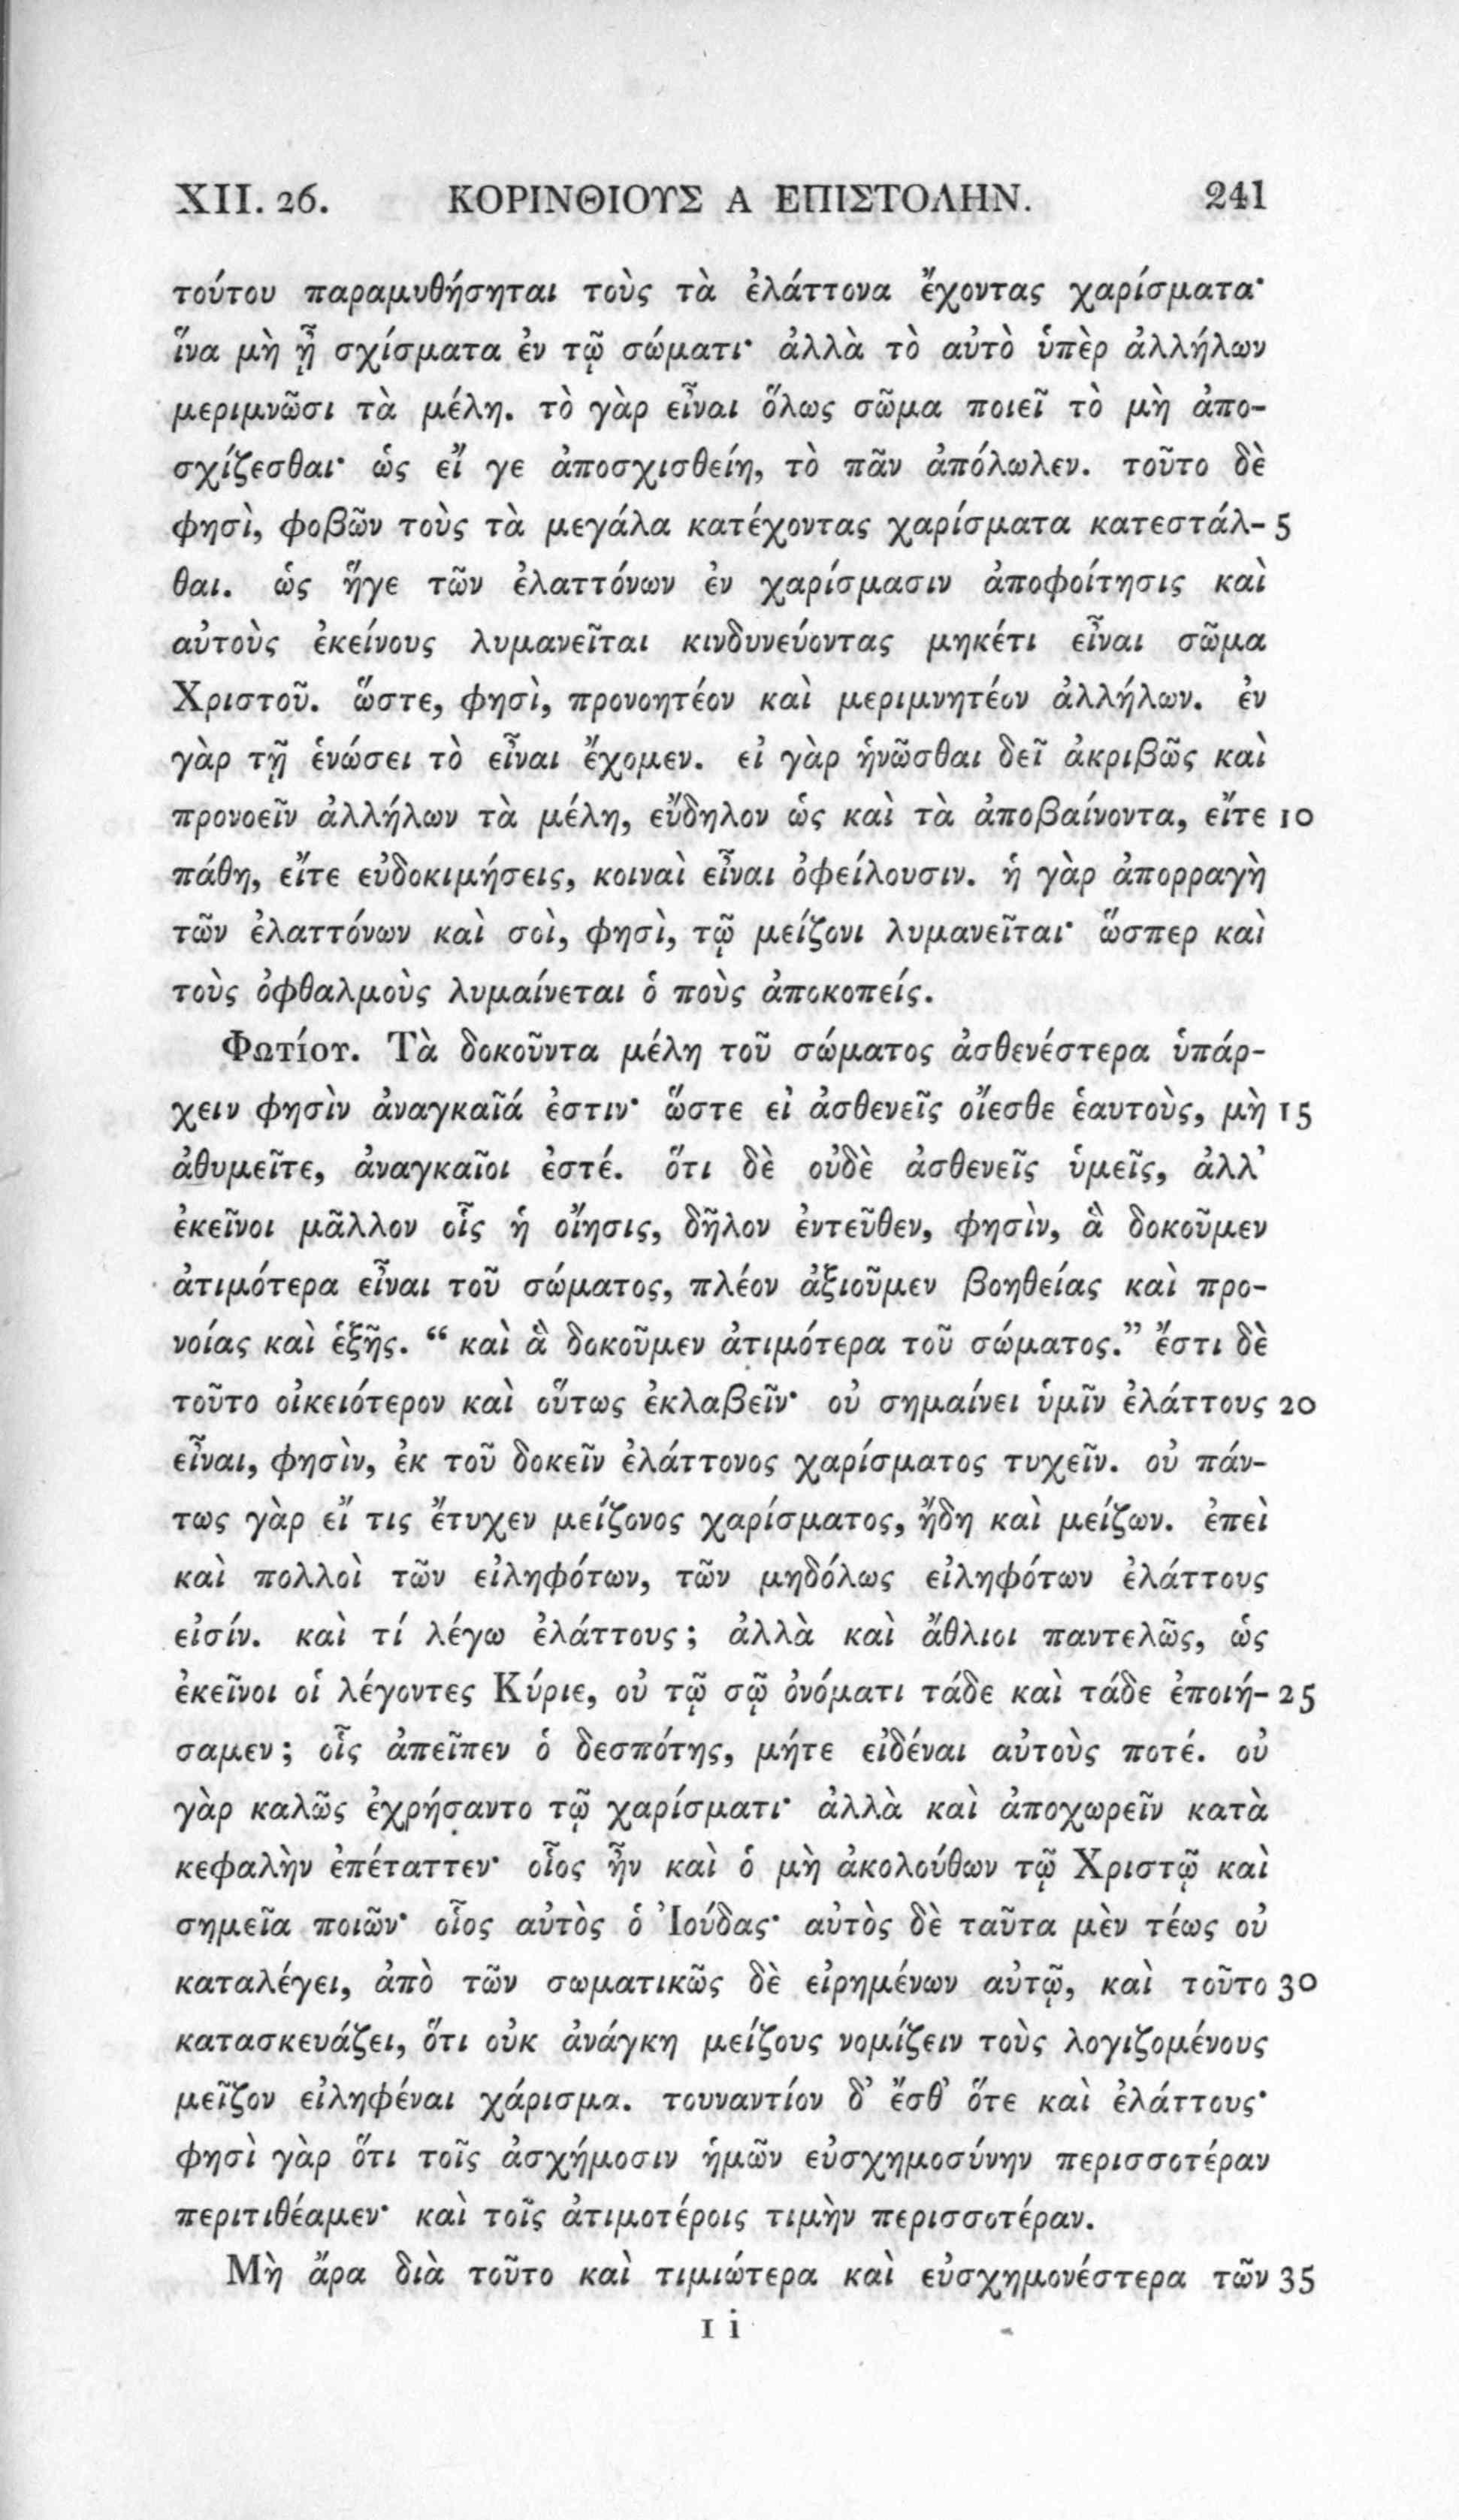 XII. 26. ΚΟΡΙΝΘΙΟΥΣ Α ΕΠΙΣΤΟΛΗΝ. 241
τούτου παραμυθήσηται τοὺς τὰ ἐλάττονα ἔχοντας χαρίσματα·
ἵνα μὴ ᾖ σχίσματα ἐν τῷ σώματι· ἀλλὰ τὸ αὐτὸ ὑπὲρ ἀλλήλων
μεριμνῶσι τὰ μέλη. τὸ γὰρ εἶναι ὅλως σῶμα ποιεῖ τὸ μὴ ἀπο-
σχίζεσθαι· ὡς εἴ γε ἀποσχισθείη, τὸ πᾶν ἀπόλωλεν. τοῦτο δὲ
φησὶ, φοβῶν τοὺς τὰ μεγάλα κατέχοντας χαρίσματα κατεστάλ- 5
θαι. ὡς ἥγε τῶν ἐλαττόνων ἐν χαρίσμασιν ἀποφοίτησις καὶ
αὐτοὺς ἐκείνους λυμανεῖται κινδυνεύοντας μηκέτι εἶναι σῶμα
Χριστοῦ. ὥστε, φησὶ, προνοητέον καὶ μεριμνητέον ἀλλήλων. ἐν
γὰρ τῇ ἑνώσει τὸ εἶναι ἔχομεν. εἰ γὰρ ἡνῶσθαι δεῖ ἀκριβῶς καὶ
προνοεῖν ἀλλήλων τὰ μέλη, εὔδηλον ὡς καὶ τὰ ἀποβαίνοντα, εἴτε 10
πάθη, εἴτε εὐδοκιμήσεις, κοιναὶ εἶναι ὀφείλουσιν. ἡ γὰρ ἀπορραγὴ
τῶν ἐλαττόνων καὶ σοὶ, φησὶ, τῷ μείζονι λυμανεῖται· ὥσπερ καὶ
τοὺς ὀφθαλμοὺς λυμαίνεται ὁ ποὺς ἀποκοπείς.
Φωτίου. Τὰ δοκοῦντα μέλη τοῦ σώματος ἀσθενέστερα ὑπάρ-
χειν φησὶν ἀναγκαῖά ἐστιν· ὥστε εἰ ἀσθενεῖς οἴεσθε ἑαυτοὺς, μὴ 15
ἀθυμεῖτε, ἀναγκαῖοι ἐστέ. ὅτι δὲ οὐδὲ ἀσθενεῖς ὑμεῖς, ἀλλ’
ἐκεῖνοι μᾶλλον οἷς ἡ οἴησις, δῆλον ἐντεῦθεν, φησὶν, ἃ δοκοῦμεν
ἀτιμότερα εἶναι τοῦ σώματος, πλέον ἀξιοῦμεν βοηθείας καὶ προ-
νοίας καὶ ἑξῆς. “ καὶ ἃ δοκοῦμεν ἀτιμότερα τοῦ σώματος.” ἔστι δὲ
τοῦτο οἰκειότερον καὶ οὕτως ἐκλαβεῖν· οὐ σημαίνει ὑμῖν ἐλάττους 20
εἶναι, φησὶν, ἐκ τοῦ δοκεῖν ἐλάττονος χαρίσματος τυχεῖν. οὐ πάν-
τως γὰρ εἴ τις ἔτυχεν μείζονος χαρίσματος, ἤδη καὶ μείζων. ἐπεὶ
καὶ πολλοὶ τῶν εἰληφότων, τῶν μηδόλως εἰληφότων ἐλάττους
εἰσίν. καὶ τί λέγω ἐλάττους; ἀλλὰ καὶ ἄθλιοι παντελῶς, ὡς
ἐκεῖνοι οἱ λέγοντες Κύριε, οὐ τῷ σῷ ὀνόματι τάδε καὶ τάδε ἐποιή- 25
σαμεν; οἷς ἀπεῖπεν ὁ δεσπότης, μήτε εἰδέναι αὐτοὺς ποτέ. οὐ
γὰρ καλῶς ἐχρήσαντο τῷ χαρίσματι· ἀλλὰ καὶ ἀποχωρεῖν κατὰ
κεφαλὴν ἐπέταττεν· οἷος ἦν καὶ ὁ μὴ ἀκολούθων τῷ Χριστῷ καὶ
σημεῖα ποιῶν· οἷος αὐτὸς ὁ Ἰούδας· αὐτὸς δὲ ταῦτα μὲν τέως οὐ
καταλέγει, ἀπὸ τῶν σωματικῶς δὲ εἰρημένων αὐτῷ, καὶ τοῦτο 30
κατασκευάζει, ὅτι οὐκ ἀνάγκη μείζους νομίζειν τοὺς λογιζομένους
μεῖζον εἰληφέναι χάρισμα. τουναντίον δ’ ἔσθ’ ὅτε καὶ ἐλάττους·
φησὶ γὰρ ὅτι τοῖς ἀσχήμοσιν ἡμῶν εὐσχημοσύνην περισσοτέραν
περιτιθέαμεν· καὶ τοῖς ἀτιμοτέροις τιμὴν περισσοτέραν.
Μὴ ἄρα διὰ τοῦτο καὶ τιμιώτερα καὶ εὐσχημονέστερα τῶν 35
I i